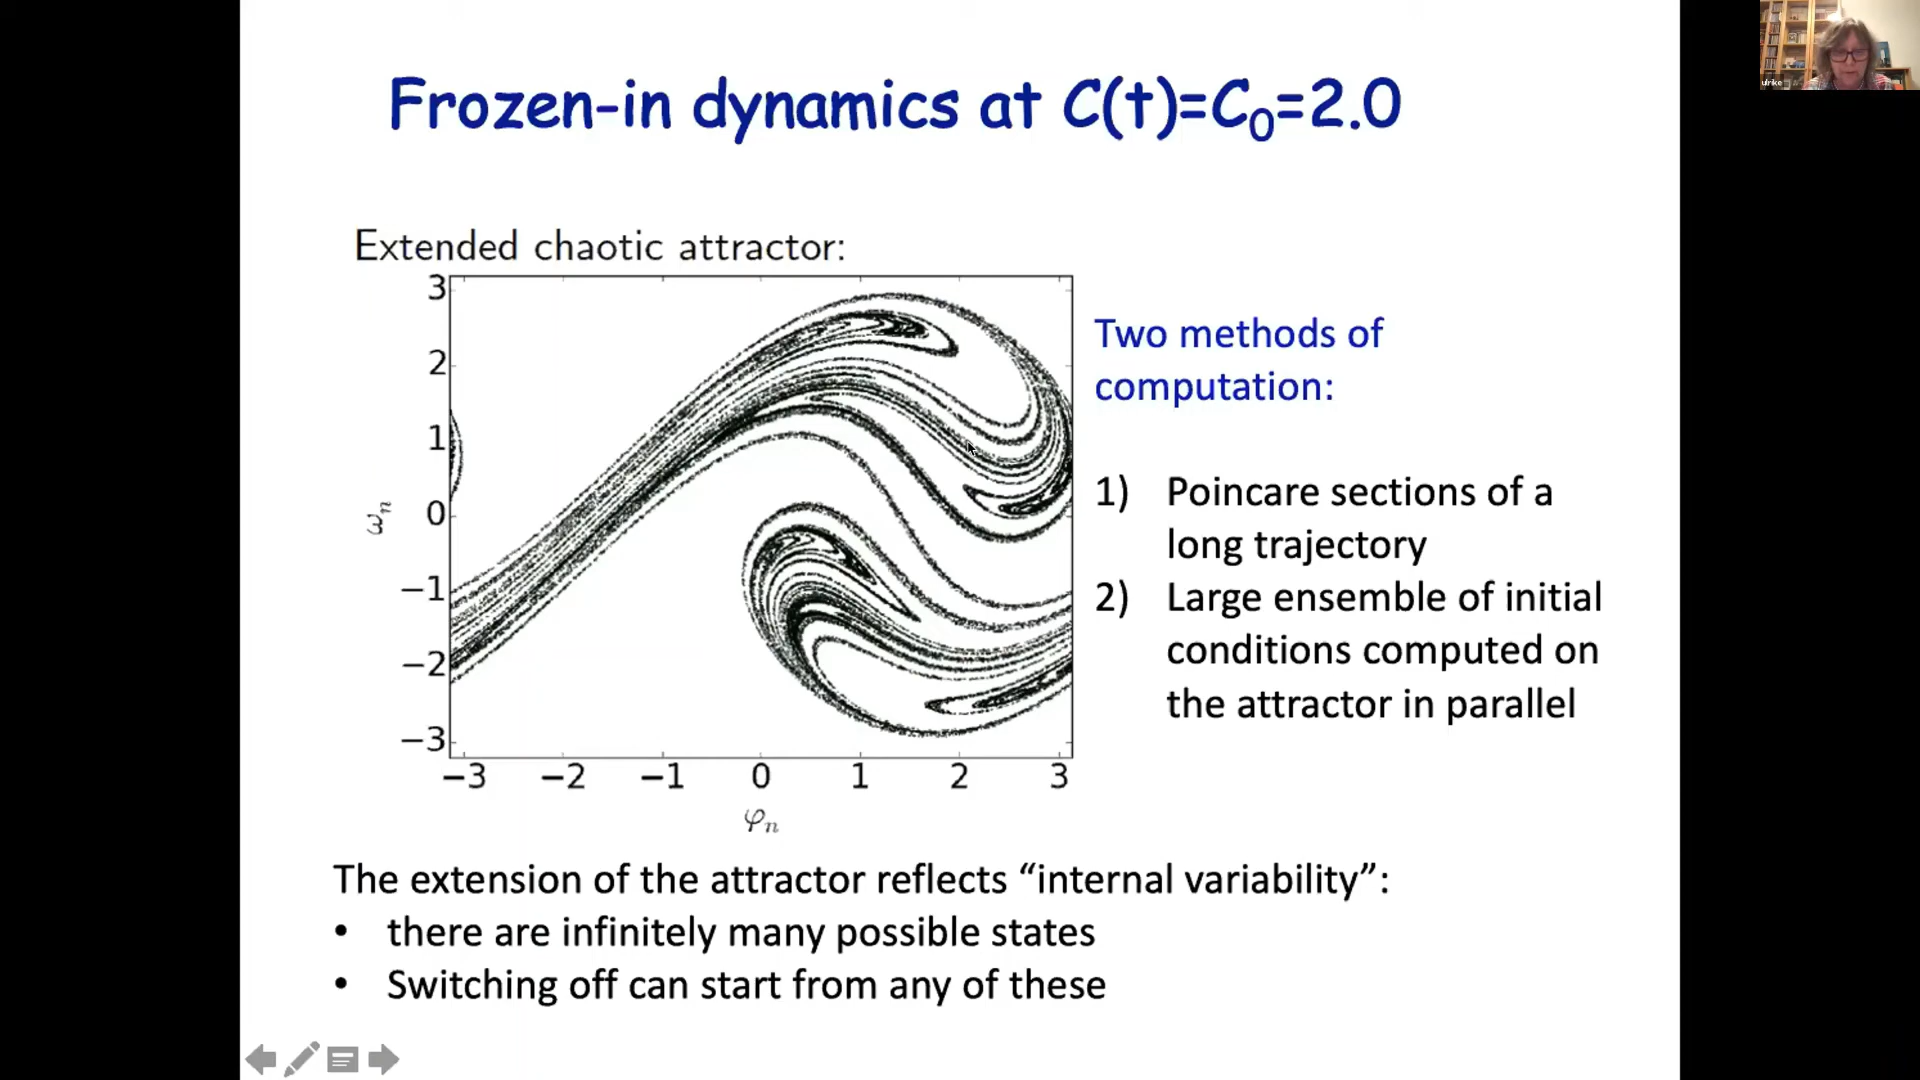 Frozen-in dynamics at C(t)=C₀=2.0
ulrike
Extended chaotic attractor:
3
2
1
0
−1
−2
−3
ωₙ
−3 −2 −1 0 1 2 3
φₙ
Two methods of
computation:
1) Poincare sections of a
long trajectory
2) Large ensemble of initial
conditions computed on
the attractor in parallel
The extension of the attractor reflects “internal variability”:
• there are infinitely many possible states
• Switching off can start from any of these